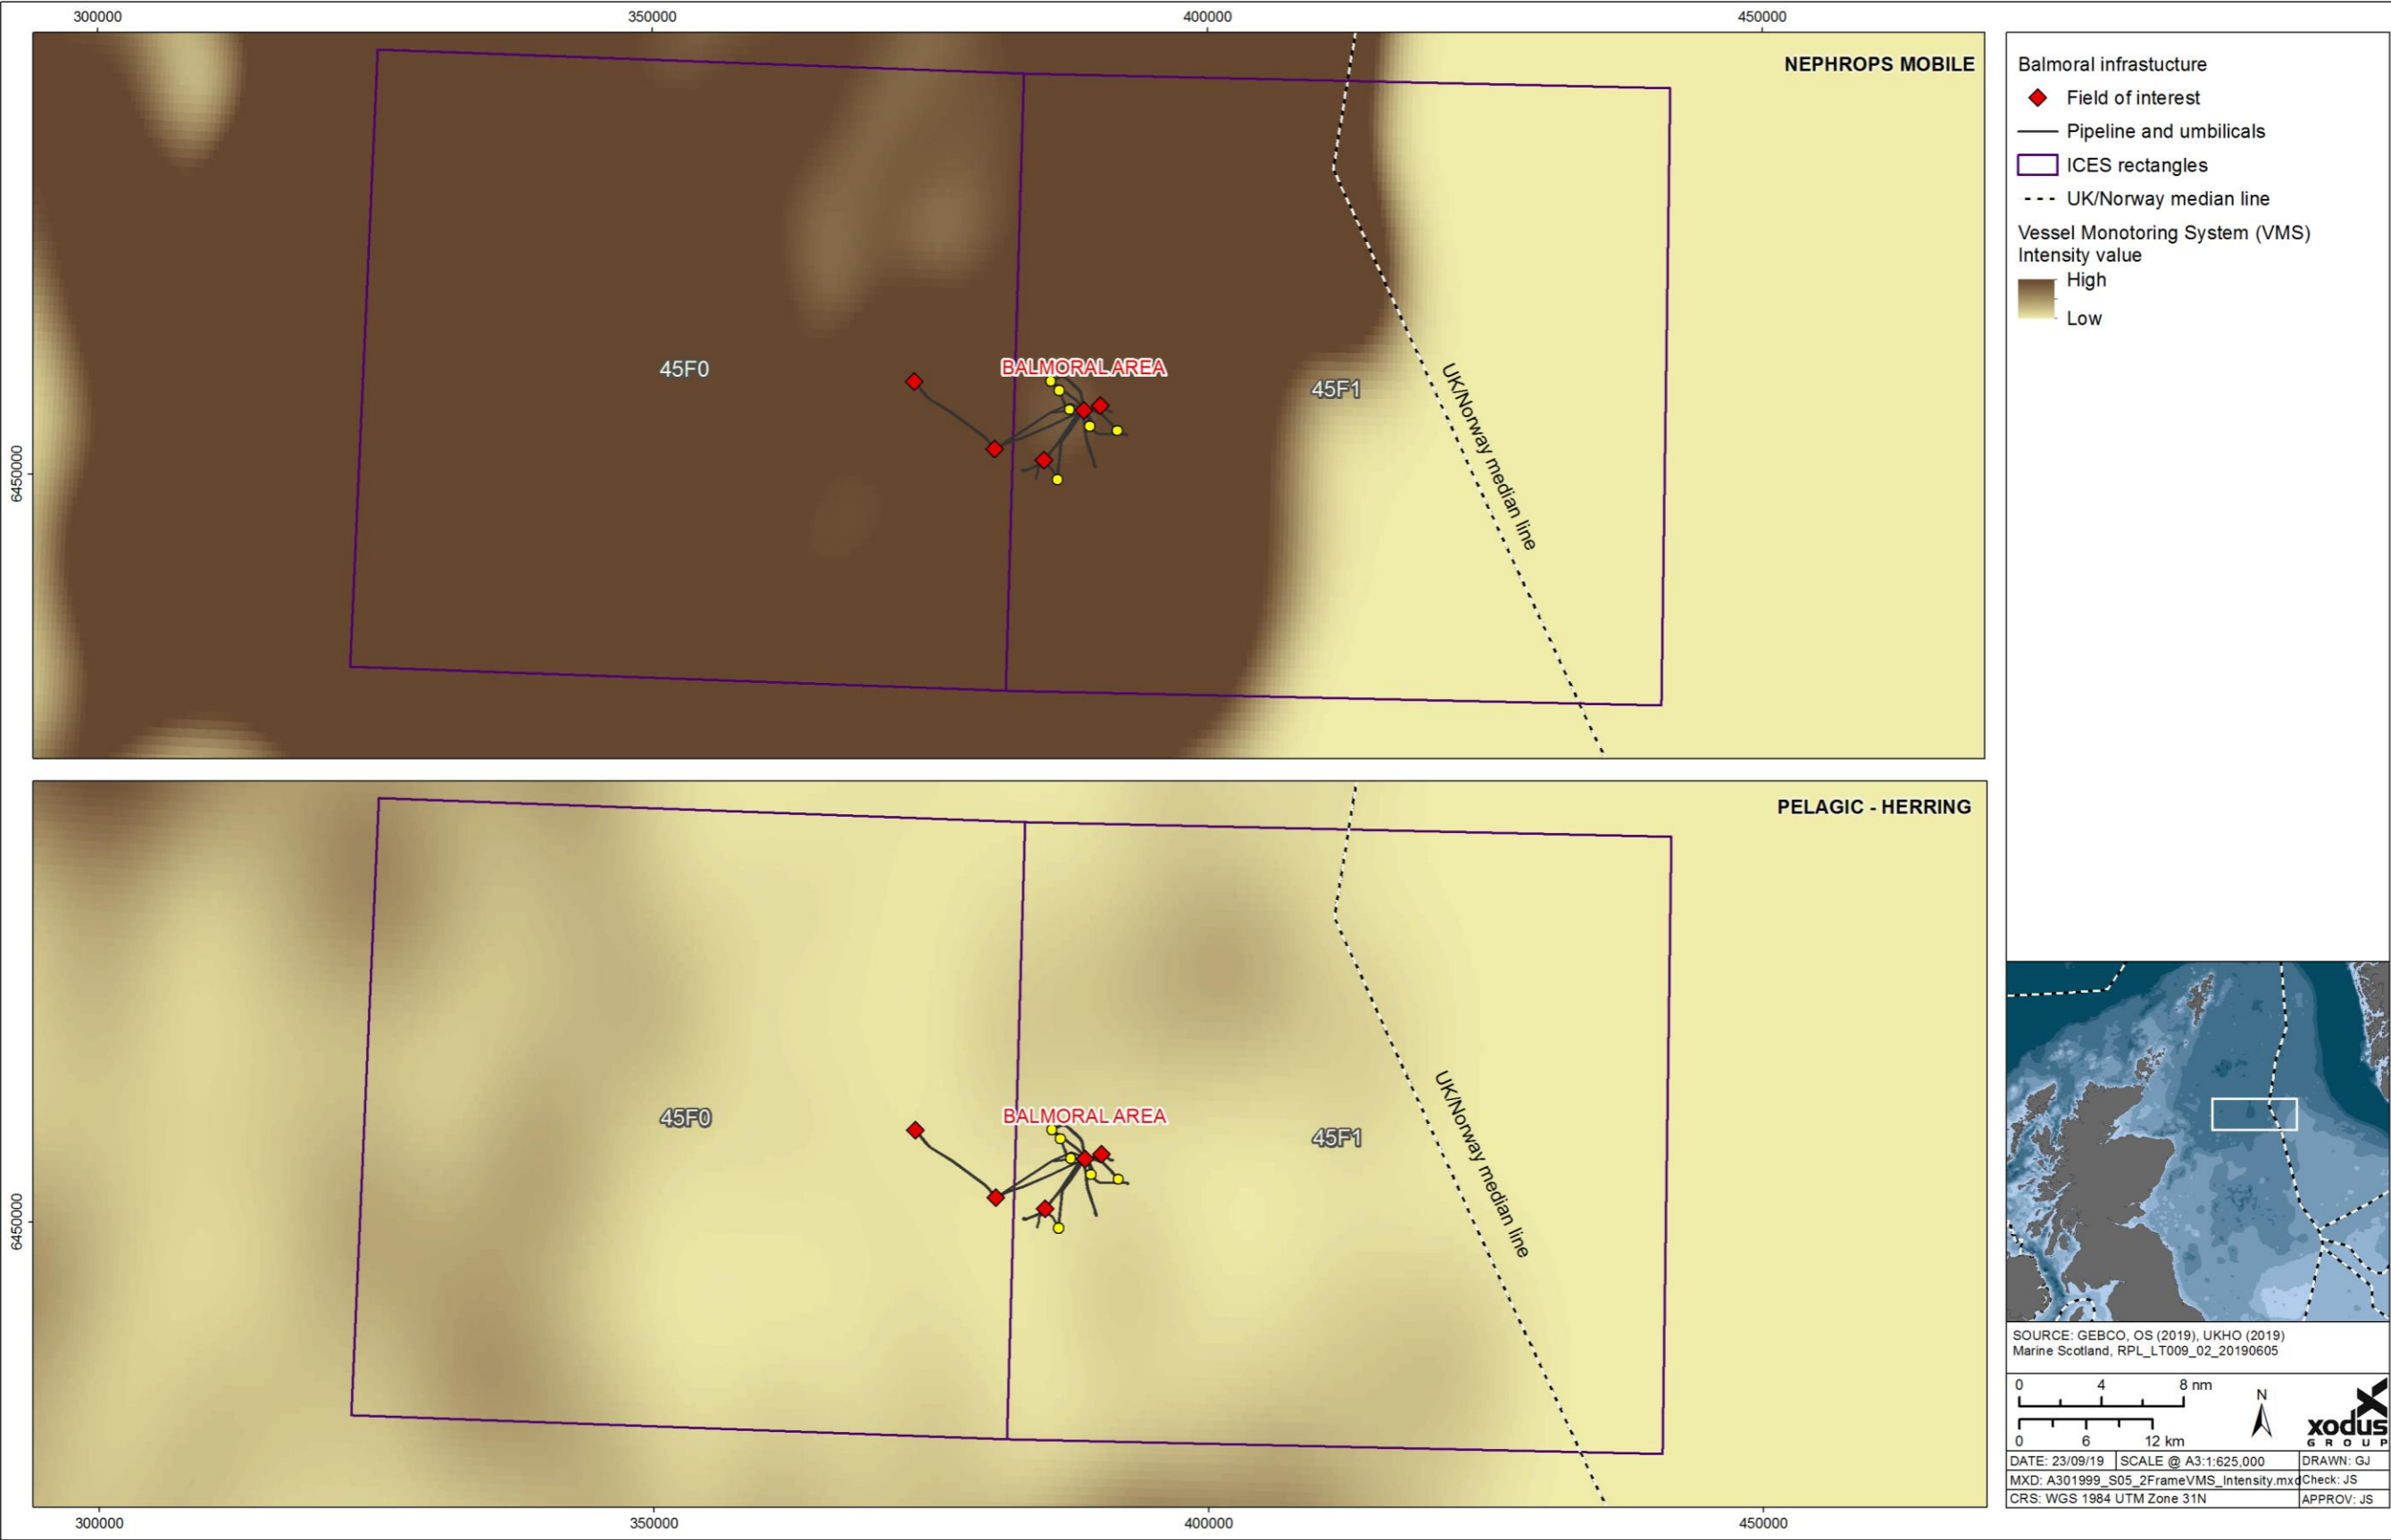 300000
350000
400000
450000
NEPHROPS MOBILE
45F0
BALMORAL AREA
45F1
UK/Norway median line
6450000
PELAGIC - HERRING
45F0
BALMORAL AREA
45F1
UK/Norway median line
6450000
300000
350000
400000
450000
Balmoral infrastucture
Field of interest
Pipeline and umbilicals
ICES rectangles
UK/Norway median line
Vessel Monotoring System (VMS)
Intensity value
High
Low
SOURCE: GEBCO, OS (2019), UKHO (2019)
Marine Scotland, RPL_LT009_02_20190605
0 4 8 nm
0 6 12 km
N
xodus
GROUP
DATE: 23/09/19 SCALE @ A3:1:625,000 DRAWN: GJ
MXD: A301999_S05_2FrameVMS_Intensity.mxd Check: JS
CRS: WGS 1984 UTM Zone 31N APPROV: JS